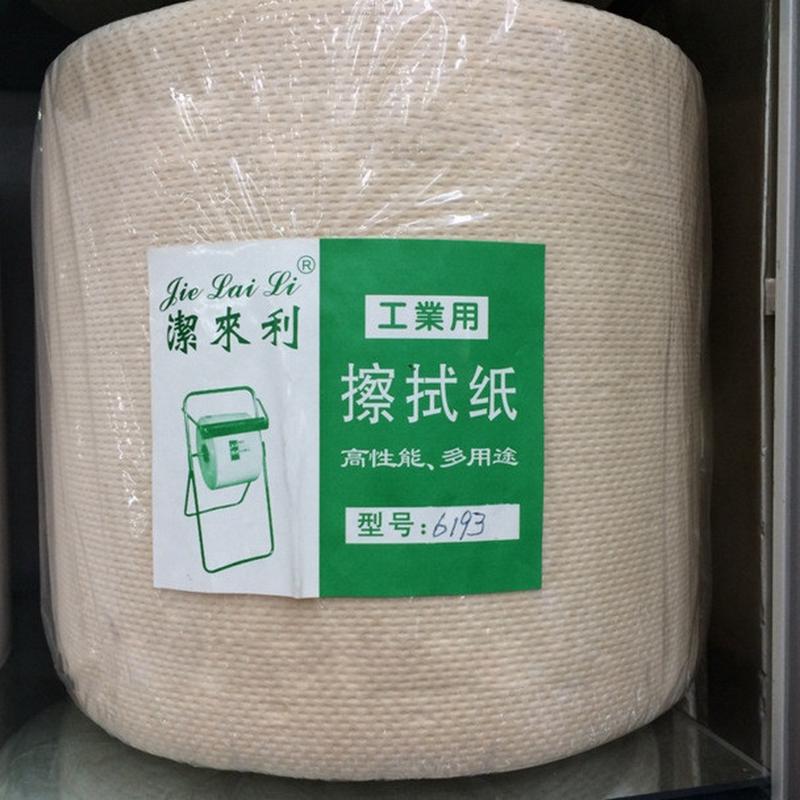 Jie Lai Li ®
潔來利
工業用
擦拭纸
高性能、多用途
型号:6193